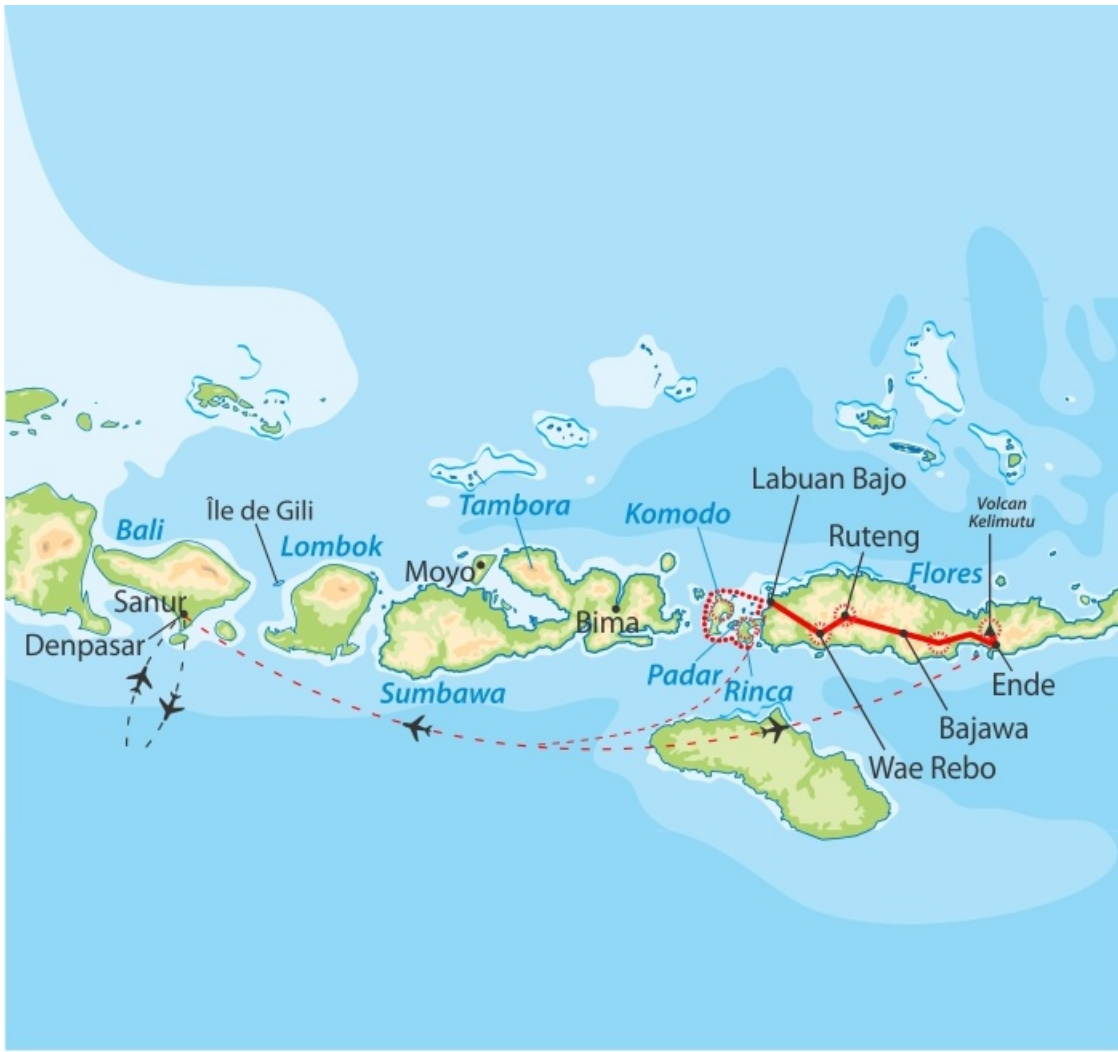 Labuan Bajo
Volcan
Kelimutu
Tambora
Komodo
Île de Gili
Bali
Lombok
Ruteng
Flores
Moyo
Sanur
Bima
Denpasar
Padar
Rinca
Sumbawa
Ende
Bajawa
Wae Rebo